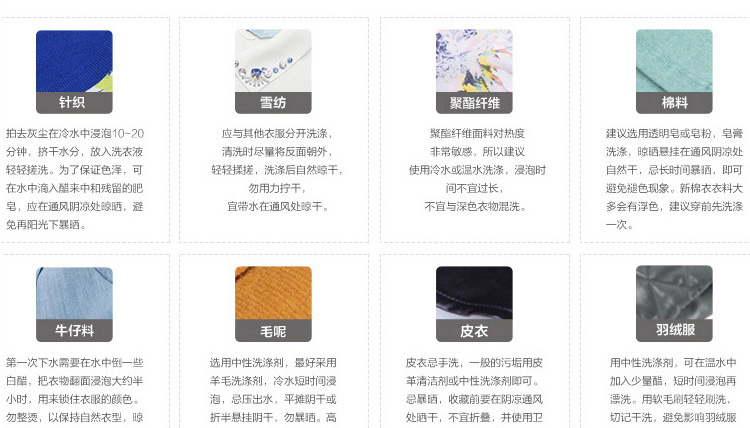 针织
拍去灰尘在冷水中浸泡10~20
分钟，挤干水分，放入洗衣液
轻轻搓洗。为了保证色泽，可
在水中滴入醋来中和残留的肥
皂，应在通风阴凉处晾晒，避
免再阳光下暴晒。
雪纺
应与其他衣服分开洗涤，
清洗时尽量将反面朝外，
轻轻揉搓，洗涤后自然晾干，
勿用力拧干，
宜带水在通风处晾干。
聚酯纤维
聚酯纤维面料对热度
非常敏感，所以建议
使用冷水或温水洗涤，浸泡时
间不宜过长，
不宜与深色衣物混洗。
棉料
建议选用透明皂或皂粉，皂膏
洗涤，晾晒悬挂在通风阴凉处
自然干，忌长时间暴晒，即可
避免褪色现象。新棉衣衣料大
多会有浮色，建议穿前先洗涤
一次。
牛仔料
第一次下水需要在水中倒一些
白醋，把衣物翻面浸泡大约半
小时，用来锁住衣服的颜色。
勿整烫，以保持自然衣型，晾
毛呢
选用中性洗涤剂，最好采用
羊毛洗涤剂，冷水短时间浸
泡，忌压出水，平摊阴干或
折半悬挂阴干，勿暴晒。高
皮衣
皮衣忌手洗，一般的污垢用皮
革清洁剂或中性洗涤剂即可。
忌暴晒，收藏前要在阴凉通风
处晒干，不宜折叠，并使用卫
羽绒服
用中性洗涤剂，可在温水中
加入少量醋，短时间浸泡再
漂洗。用软毛刷轻轻刷洗，
切记干洗，避免影响羽绒服